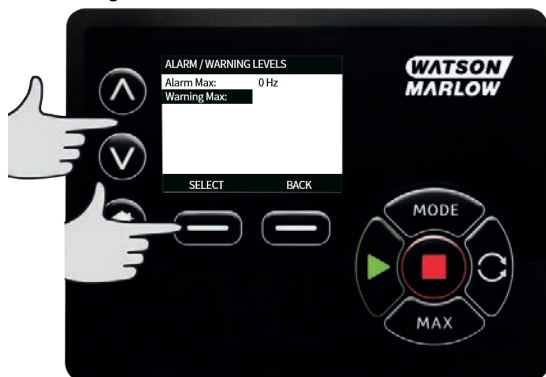 ALARM / WARNING LEVELS
Alarm Max: 0 Hz
Warning Max:
SELECT BACK
WATSON
MARLOW
MODE
MAX